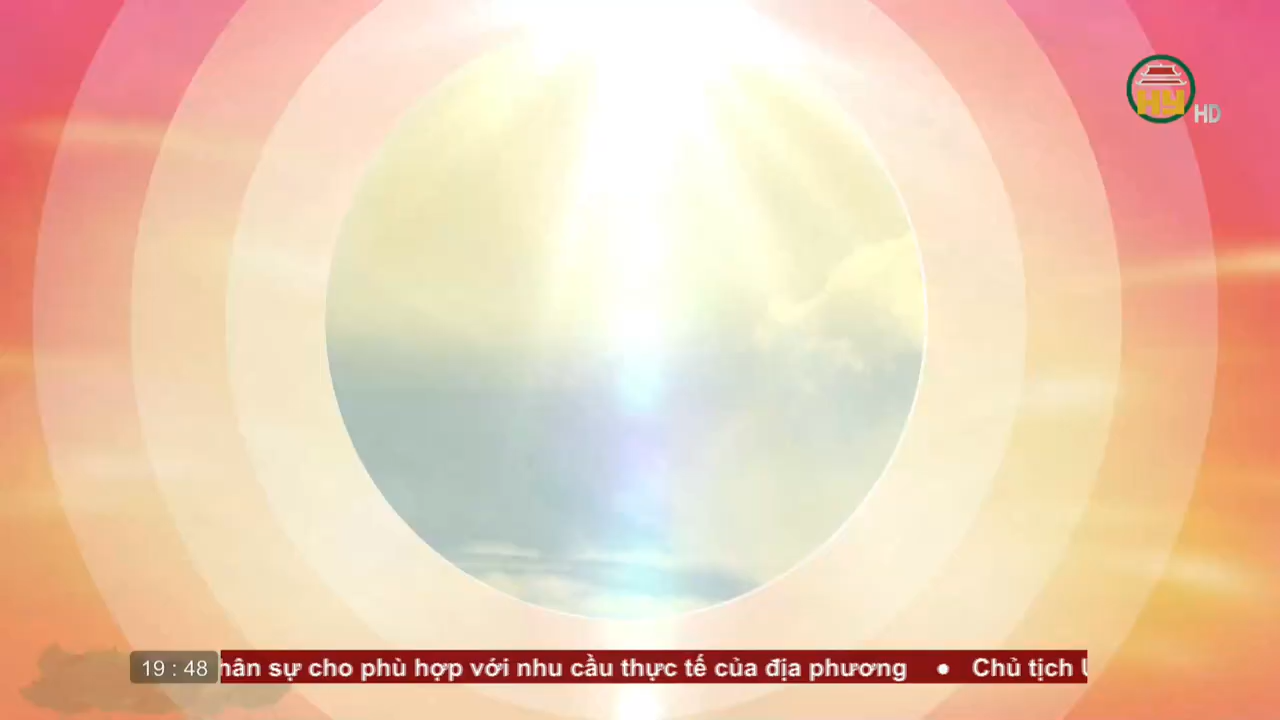 HY
HD
19 : 48
hân sự cho phù hợp với nhu cầu thực tế của địa phương • Chủ tịch